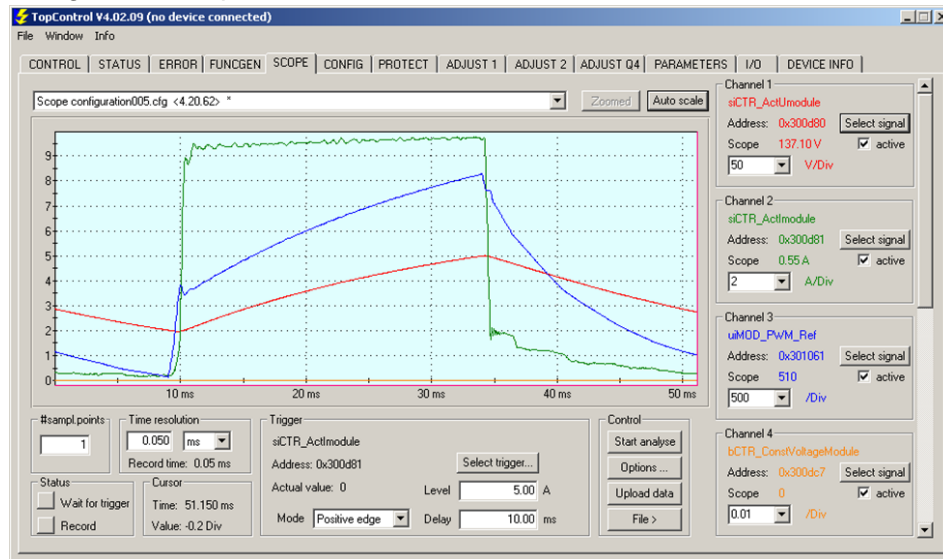 TopControl V4.02.09 (no device connected)
File Window Info
CONTROL STATUS ERROR FUNCGEN SCOPE CONFIG PROTECT ADJUST 1 ADJUST 2 ADJUST Q4 PARAMETERS I/O DEVICE INFO
Scope configuration005.cfg <4.20.62> *
Zoomed
Auto scale
9
8
7
6
5
4
3
2
1
0
10 ms
20 ms
30 ms
40 ms
50 ms
Channel 1
siCTR_ActUmodule
Address: 0x300d80 Select signal
Scope 137.10 V active
50 V/Div
Channel 2
siCTR_ActImodule
Address: 0x300d81 Select signal
Scope 0.55 A active
2 A/Div
Channel 3
uiMOD_PWM_Ref
Address: 0x301061 Select signal
Scope 510 active
500 /Div
Channel 4
bCTR_ConstVoltageModule
Address: 0x300dc7 Select signal
Scope 0 active
0.01 /Div
#sampl.points
1
Time resolution
0.050 ms
Record time: 0.05 ms
Status
Wait for trigger
Record
Cursor
Time: 51.150 ms
Value: -0.2 Div
Trigger
siCTR_ActImodule
Address: 0x300d81 Select trigger...
Actual value: 0 Level 5.00 A
Mode Positive edge Delay 10.00 ms
Control
Start analyse
Options ...
Upload data
File >